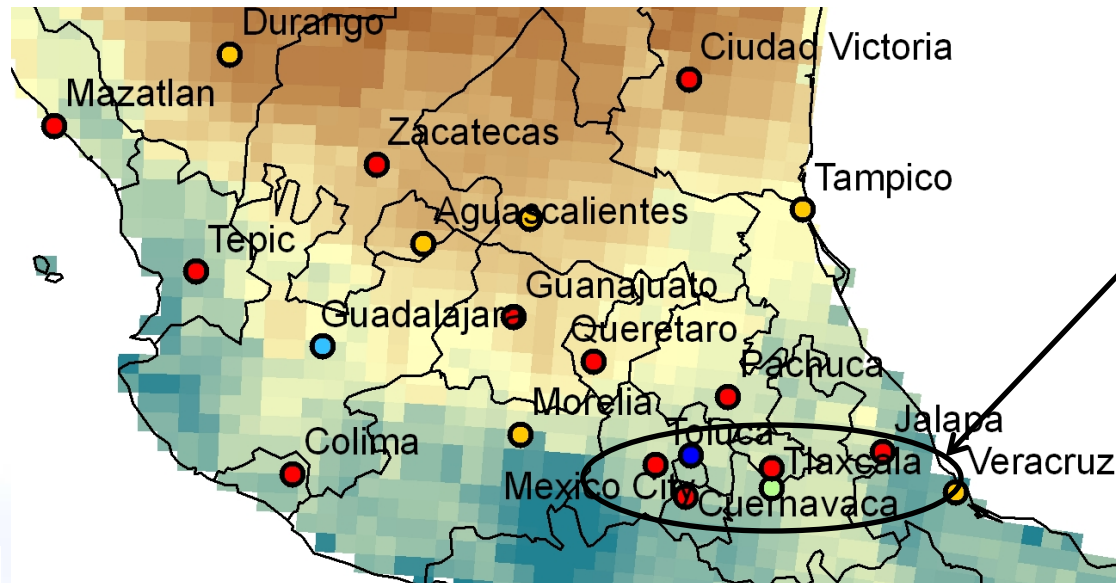 Durango
Ciudad Victoria
Mazatlan
Zacatecas
Tampico
Aguascalientes
Tepic
Guanajuato
Guadalajara
Queretaro
Pachuca
Morelia
Jalapa
Toluca
Colima
Tlaxcala
Veracruz
Mexico City
Cuernavaca